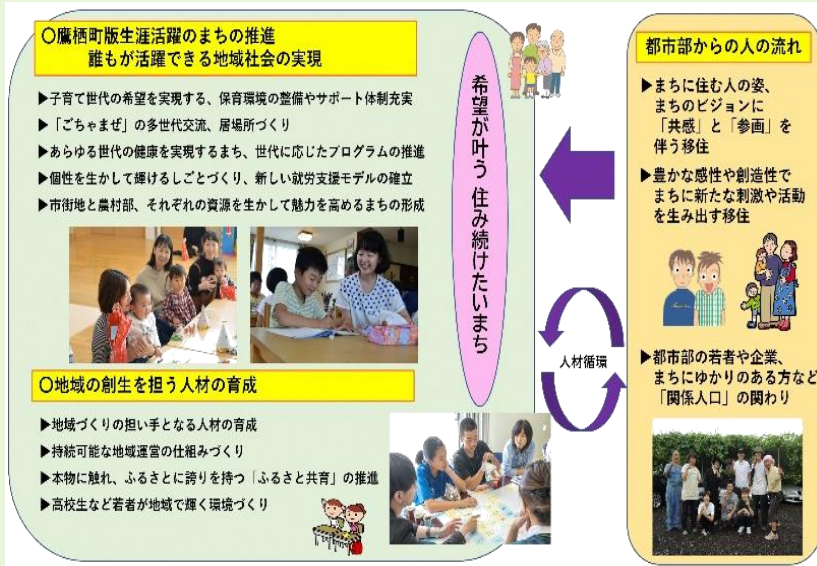 〇鷹栖町版生涯活躍のまちの推進
誰もが活躍できる地域社会の実現
▶子育て世代の希望を実現する、保育環境の整備やサポート体制充実
▶「ごちゃまぜ」の多世代交流、居場所づくり
▶あらゆる世代の健康を実現するまち、世代に応じたプログラムの推進
▶個性を生かして輝けるしごとづくり、新しい就労支援モデルの確立
▶市街地と農村部、それぞれの資源を生かして魅力を高めるまちの形成
〇地域の創生を担う人材の育成
▶地域づくりの担い手となる人材の育成
▶持続可能な地域運営の仕組みづくり
▶本物に触れ、ふるさとに誇りを持つ「ふるさと共育」の推進
▶高校生など若者が地域で輝く環境づくり
希望が叶う 住み続けたいまち
人材循環
都市部からの人の流れ
▶まちに住む人の姿、
まちのビジョンに
「共感」と「参画」を
伴う移住
▶豊かな感性や創造性で
まちに新たな刺激や活動
を生み出す移住
▶都市部の若者や企業、
まちにゆかりのある方など
「関係人口」の関わり